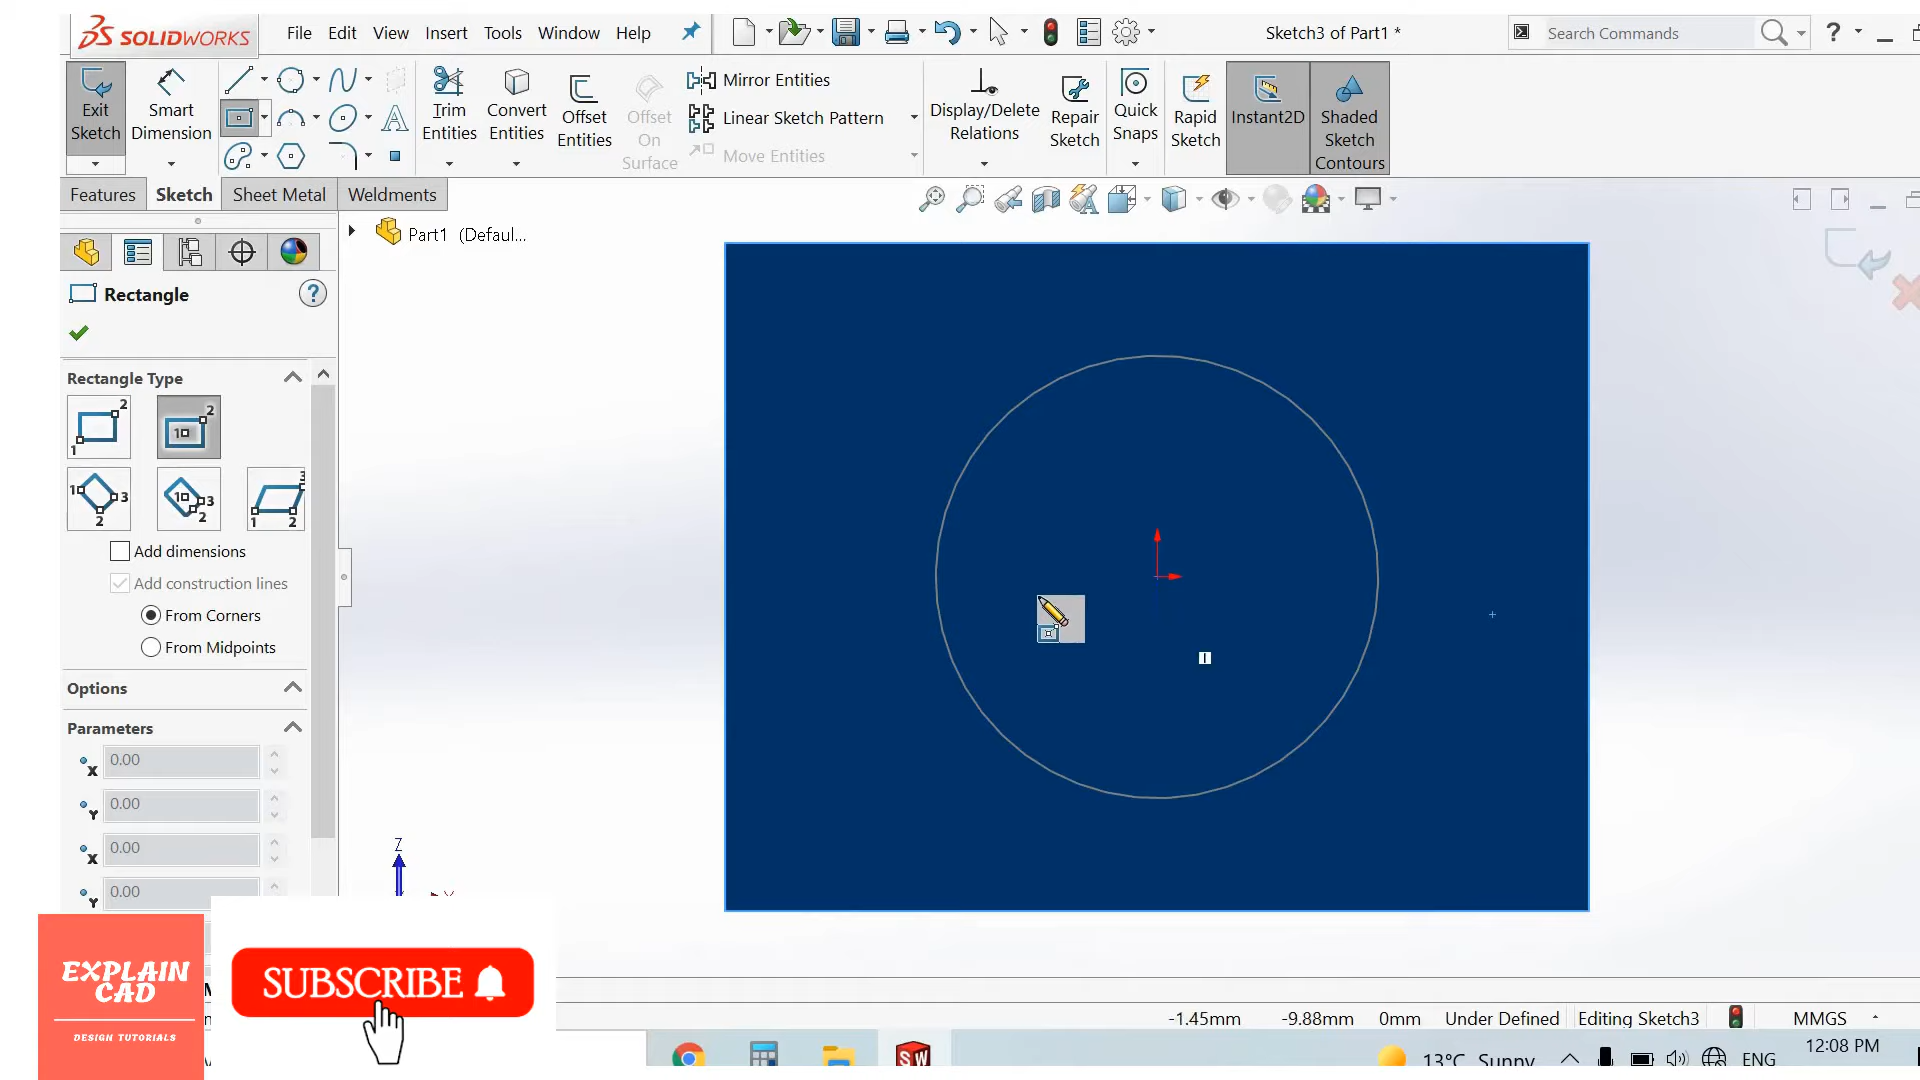 SOLIDWORKS
File Edit View Insert Tools Window Help
Sketch3 of Part1 *
Search Commands
?
Exit Sketch
Smart Dimension
Trim Entities
Convert Entities
Offset Entities
Offset On Surface
Mirror Entities
Linear Sketch Pattern
Move Entities
Display/Delete Relations
Repair Sketch
Quick Snaps
Rapid Sketch
Instant2D
Shaded Sketch Contours
Features Sketch Sheet Metal Weldments
Part1 (Defaul...
Rectangle
?
Rectangle Type
Add dimensions
Add construction lines
From Corners
From Midpoints
Options
Parameters
X 0.00
Y 0.00
X 0.00
Y 0.00
Z
EXPLAIN
CAD
DESIGN TUTORIALS
SUBSCRIBE
-1.45mm -9.88mm 0mm Under Defined Editing Sketch3 MMGS
SW
13°C Sunny
ENG
12:08 PM